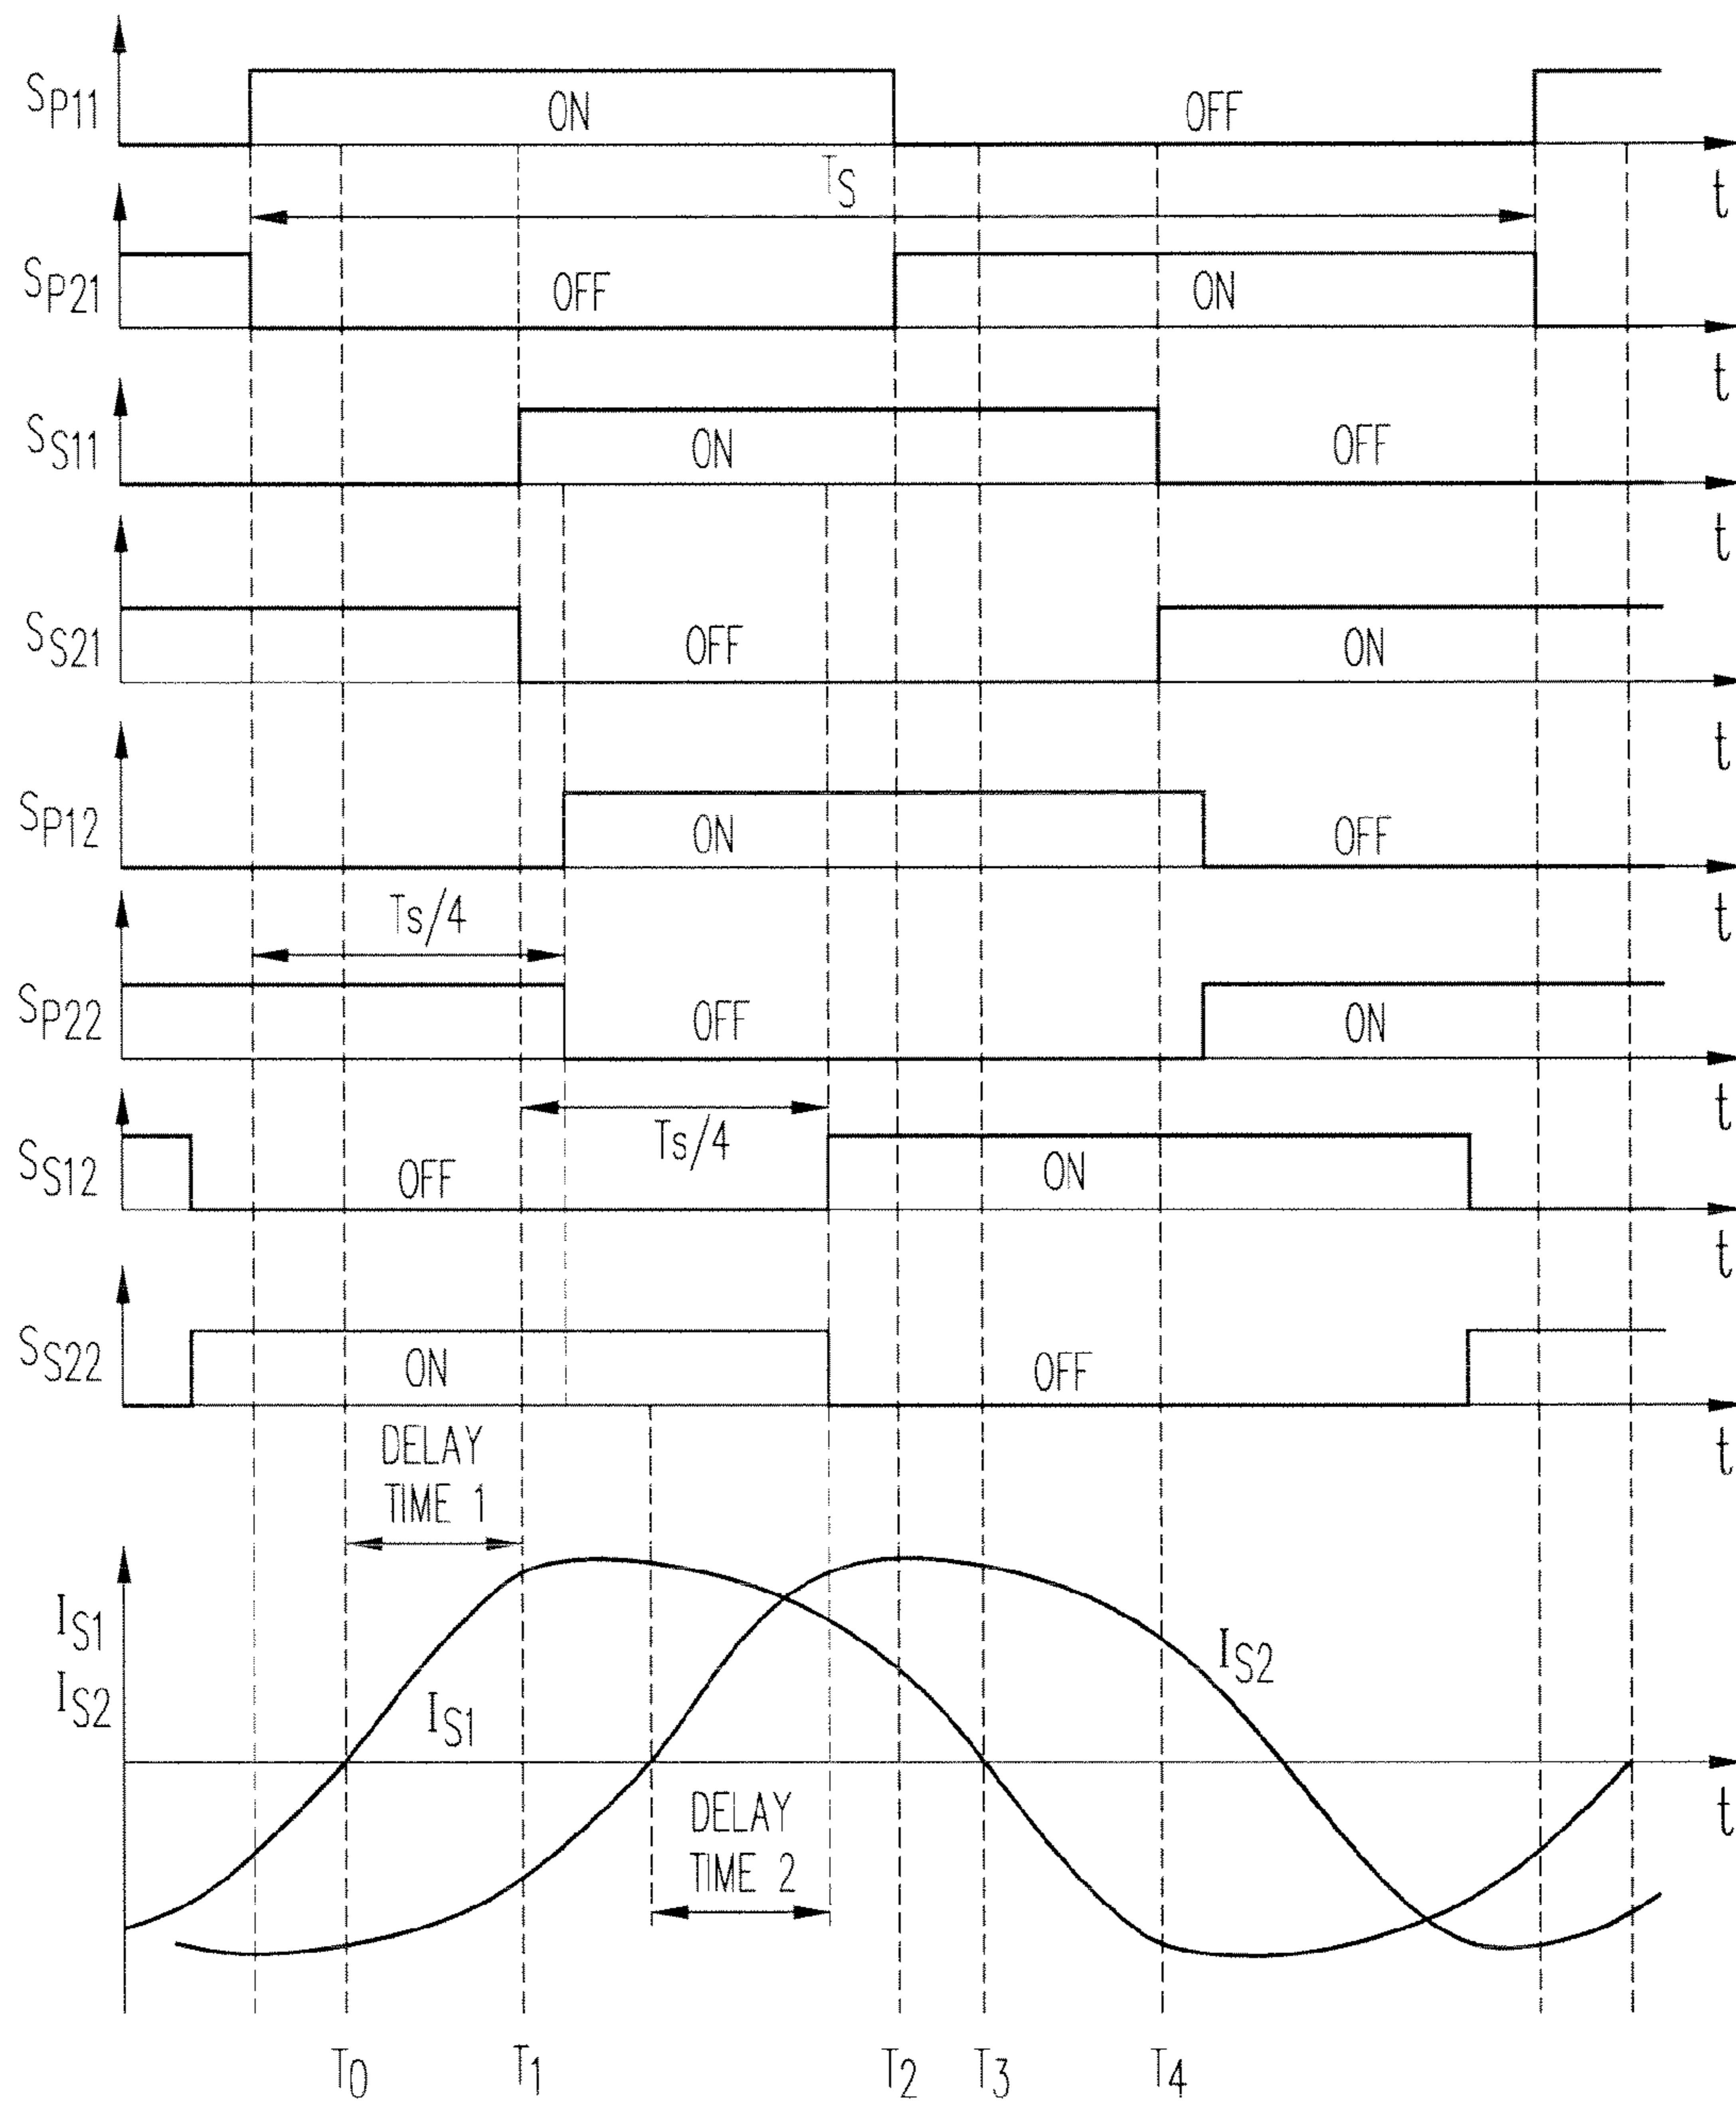 SP11
ON
OFF
t
TS
SP21
OFF
ON
t
SS11
ON
OFF
t
SS21
OFF
ON
t
SP12
ON
OFF
t
Ts/4
SP22
OFF
ON
t
Ts/4
SS12
OFF
ON
t
SS22
ON
OFF
t
DELAY
TIME 1
IS1
IS2
IS1
IS2
t
DELAY
TIME 2
T0
T1
T2
T3
T4